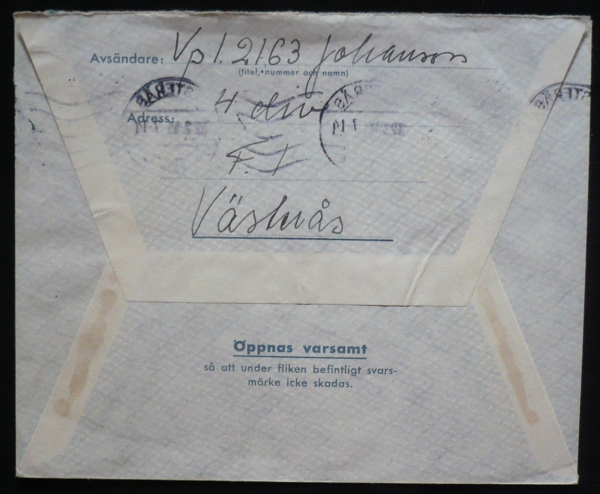 Avsändare: Vpl. 2163 Johansson
(titel, nummer och namn)
Adress: 4 div
F. 1
Västerås
Öppnas varsamt
så att under fliken befintligt svars-
märke icke skadas.